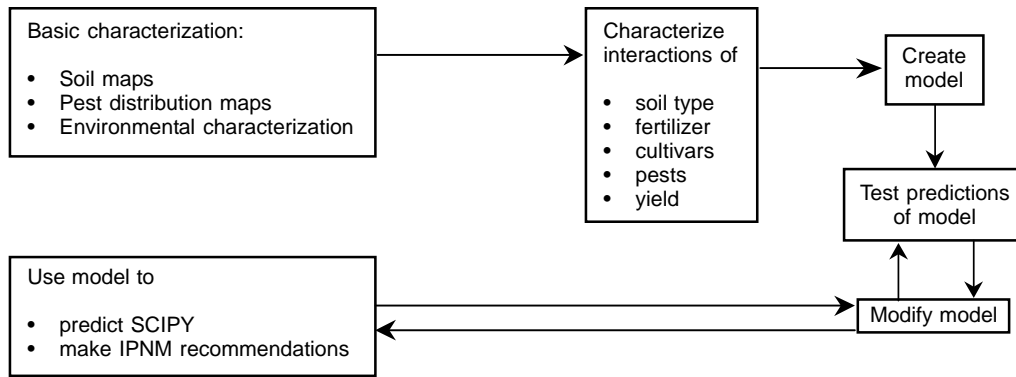 Basic characterization:
• Soil maps
• Pest distribution maps
• Environmental characterization
Characterize
interactions of
• soil type
• fertilizer
• cultivars
• pests
• yield
Create
model
Test predictions
of model
Modify model
Use model to
• predict SCIPY
• make IPNM recommendations